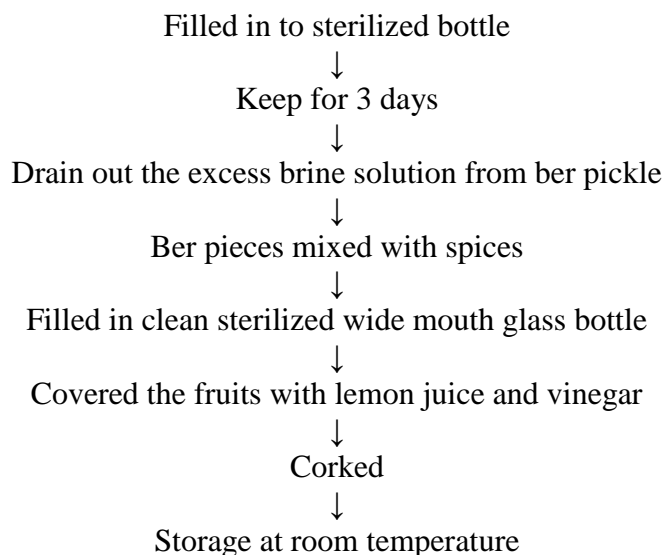 Filled in to sterilized bottle
↓
Keep for 3 days
↓
Drain out the excess brine solution from ber pickle
↓
Ber pieces mixed with spices
↓
Filled in clean sterilized wide mouth glass bottle
↓
Covered the fruits with lemon juice and vinegar
↓
Corked
↓
Storage at room temperature